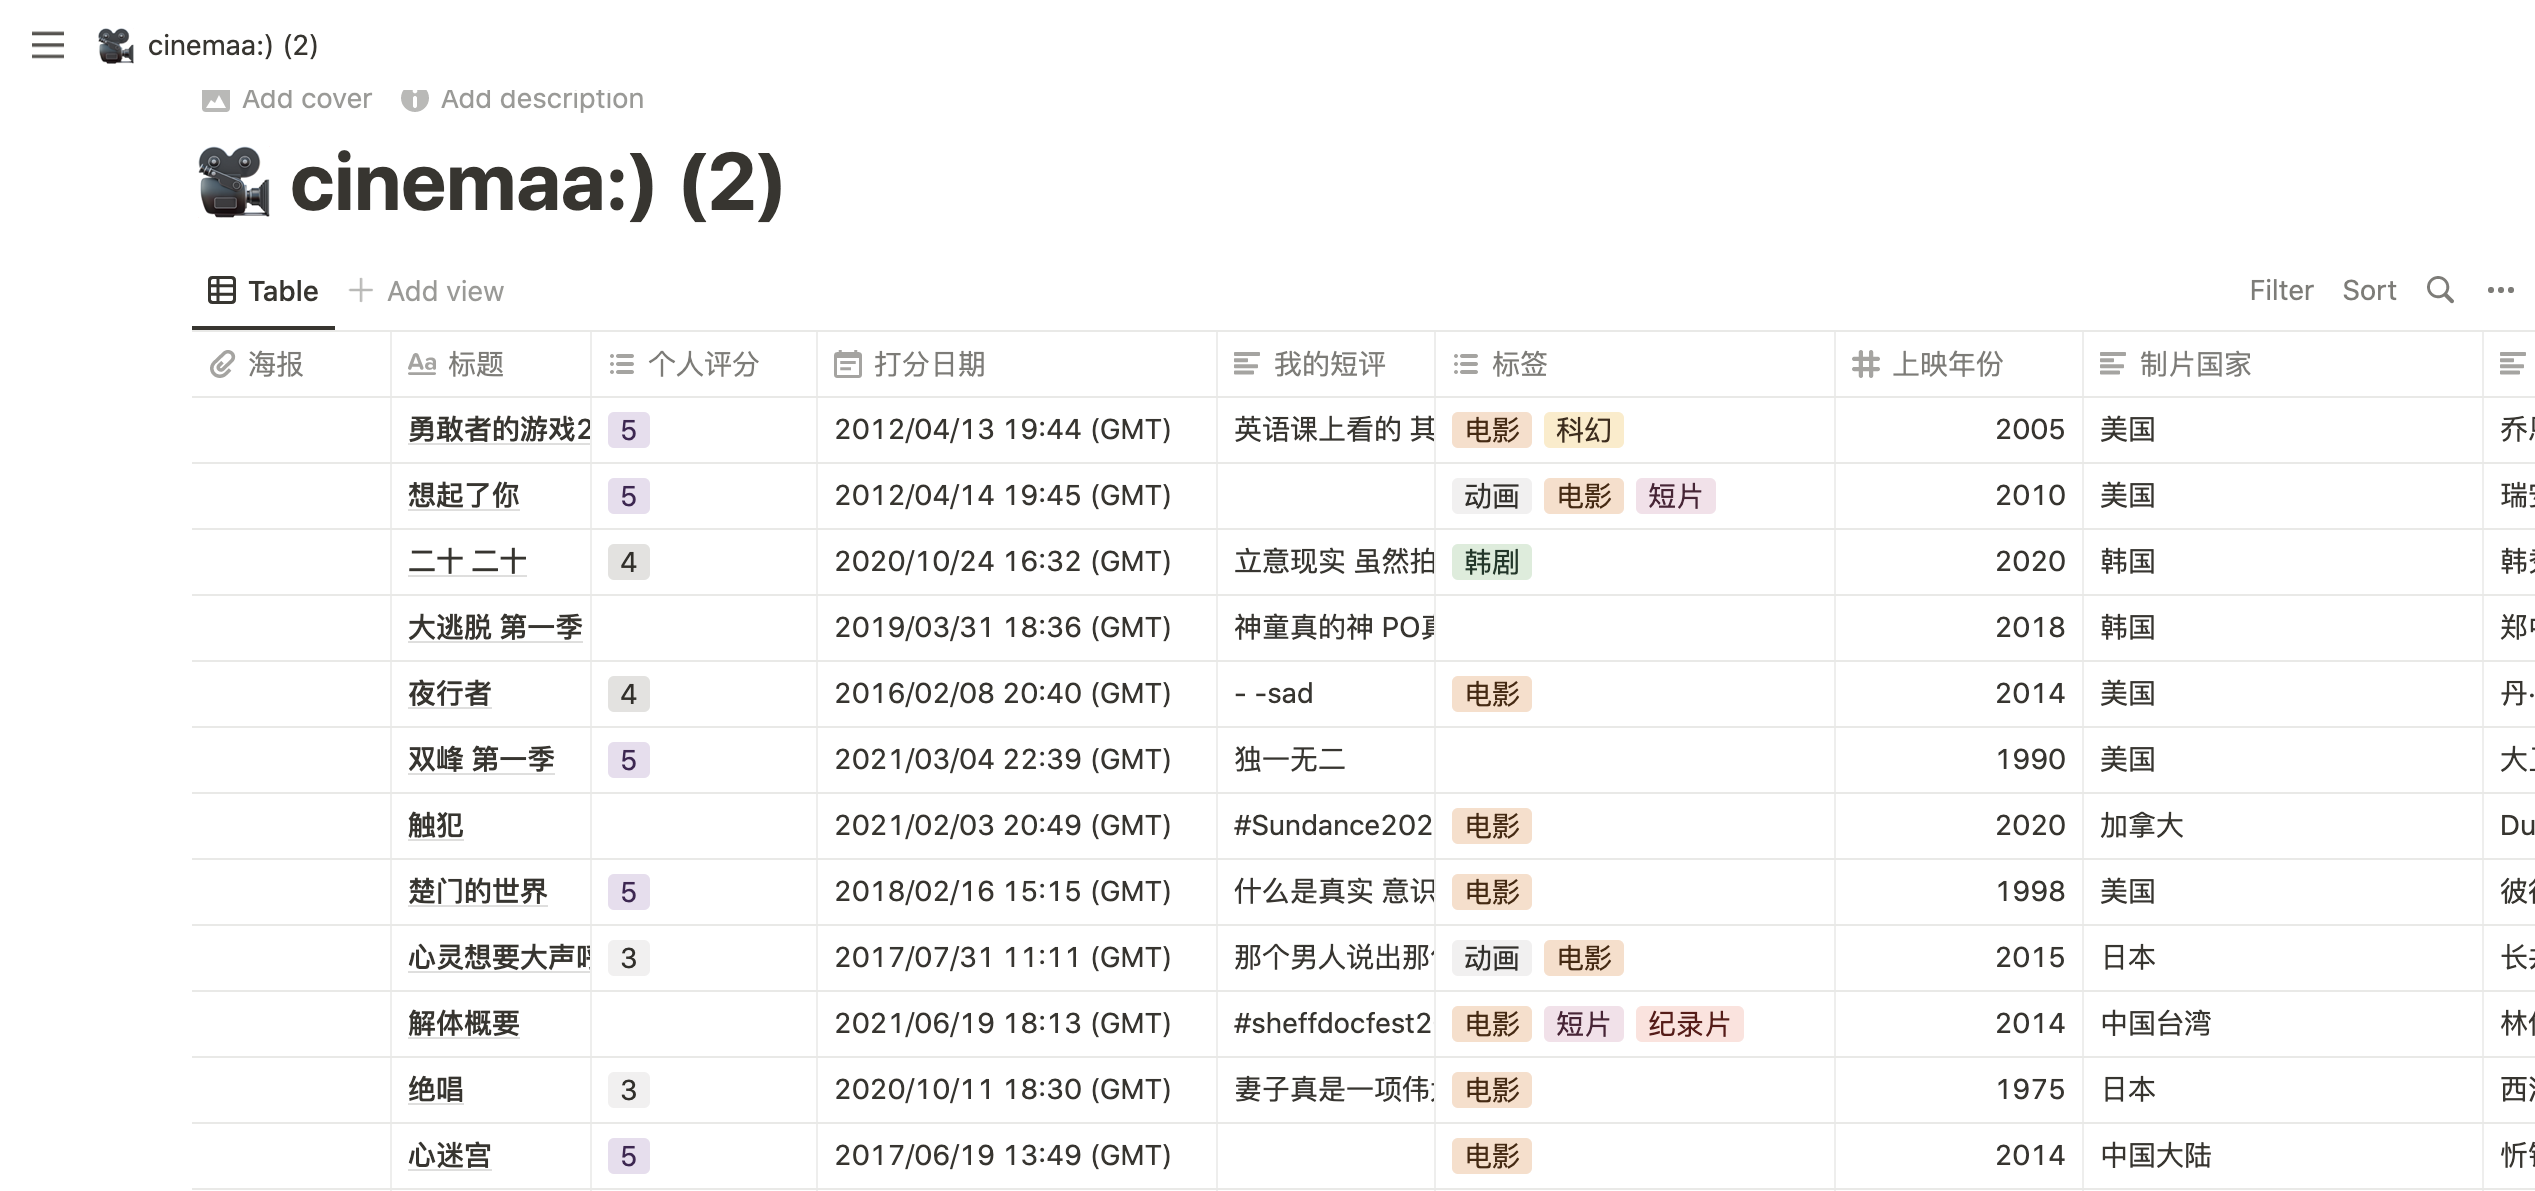 cinemaa:) (2)
Add cover Add description
cinemaa:) (2)
Table Add view Filter Sort
海报 Aa 标题 个人评分 打分日期 我的短评 标签 上映年份 制片国家
勇敢者的游戏2 5 2012/04/13 19:44 (GMT) 英语课上看的 其 电影 科幻 2005 美国 乔
想起了你 5 2012/04/14 19:45 (GMT) 动画 电影 短片 2010 美国 瑞
二十 二十 4 2020/10/24 16:32 (GMT) 立意现实 虽然拍 韩剧 2020 韩国 韩
大逃脱 第一季 2019/03/31 18:36 (GMT) 神童真的神 PO真 2018 韩国 郑
夜行者 4 2016/02/08 20:40 (GMT) - -sad 电影 2014 美国 丹·
双峰 第一季 5 2021/03/04 22:39 (GMT) 独一无二 1990 美国 大
触犯 2021/02/03 20:49 (GMT) #Sundance202 电影 2020 加拿大 Du
楚门的世界 5 2018/02/16 15:15 (GMT) 什么是真实 意识 电影 1998 美国 彼
心灵想要大声呼 3 2017/07/31 11:11 (GMT) 那个男人说出那 动画 电影 2015 日本 长
解体概要 2021/06/19 18:13 (GMT) #sheffdocfest2 电影 短片 纪录片 2014 中国台湾 林
绝唱 3 2020/10/11 18:30 (GMT) 妻子真是一项伟 电影 1975 日本 西
心迷宫 5 2017/06/19 13:49 (GMT) 电影 2014 中国大陆 忻